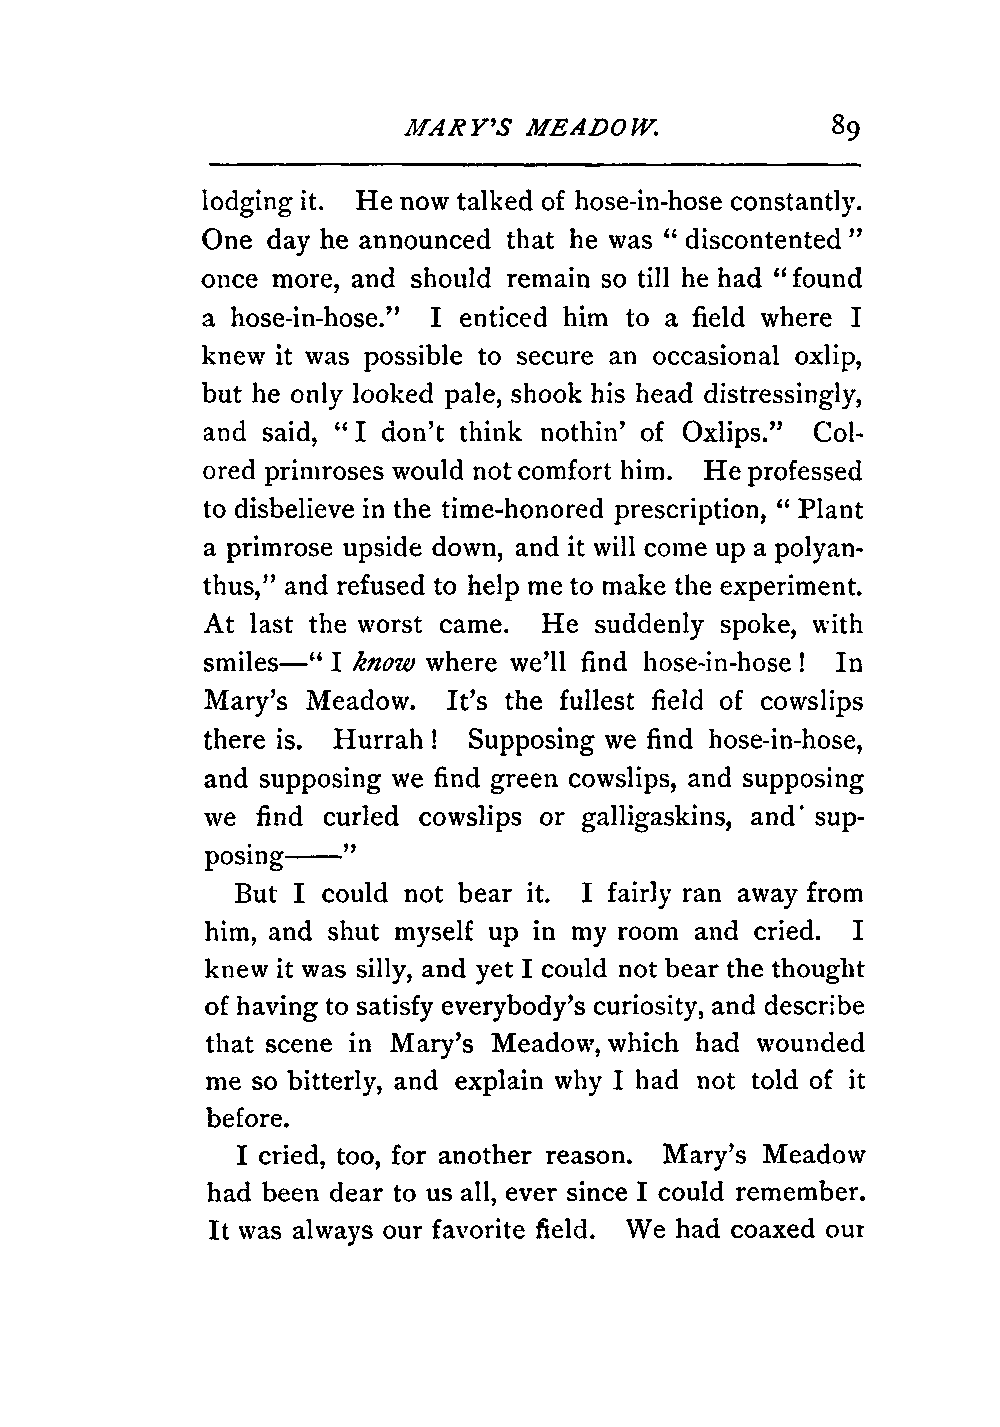 MARY'S MEADOW. 89
lodging it. He now talked of hose-in-hose constantly.
One day he announced that he was "discontented"
once more, and should remain so till he had "found
a hose-in-hose." I enticed him to a field where I
knew it was possible to secure an occasional oxlip,
but he only looked pale, shook his head distressingly,
and said, "I don't think nothin' of Oxlips." Col-
ored primroses would not comfort him. He professed
to disbelieve in the time-honored prescription, "Plant
a primrose upside down, and it will come up a polyan-
thus," and refused to help me to make the experiment.
At last the worst came. He suddenly spoke, with
smiles—"I know where we'll find hose-in-hose! In
Mary's Meadow. It's the fullest field of cowslips
there is. Hurrah! Supposing we find hose-in-hose,
and supposing we find green cowslips, and supposing
we find curled cowslips or galligaskins, and sup-
posing——"
But I could not bear it. I fairly ran away from
him, and shut myself up in my room and cried. I
knew it was silly, and yet I could not bear the thought
of having to satisfy everybody's curiosity, and describe
that scene in Mary's Meadow, which had wounded
me so bitterly, and explain why I had not told of it
before.
I cried, too, for another reason. Mary's Meadow
had been dear to us all, ever since I could remember.
It was always our favorite field. We had coaxed our